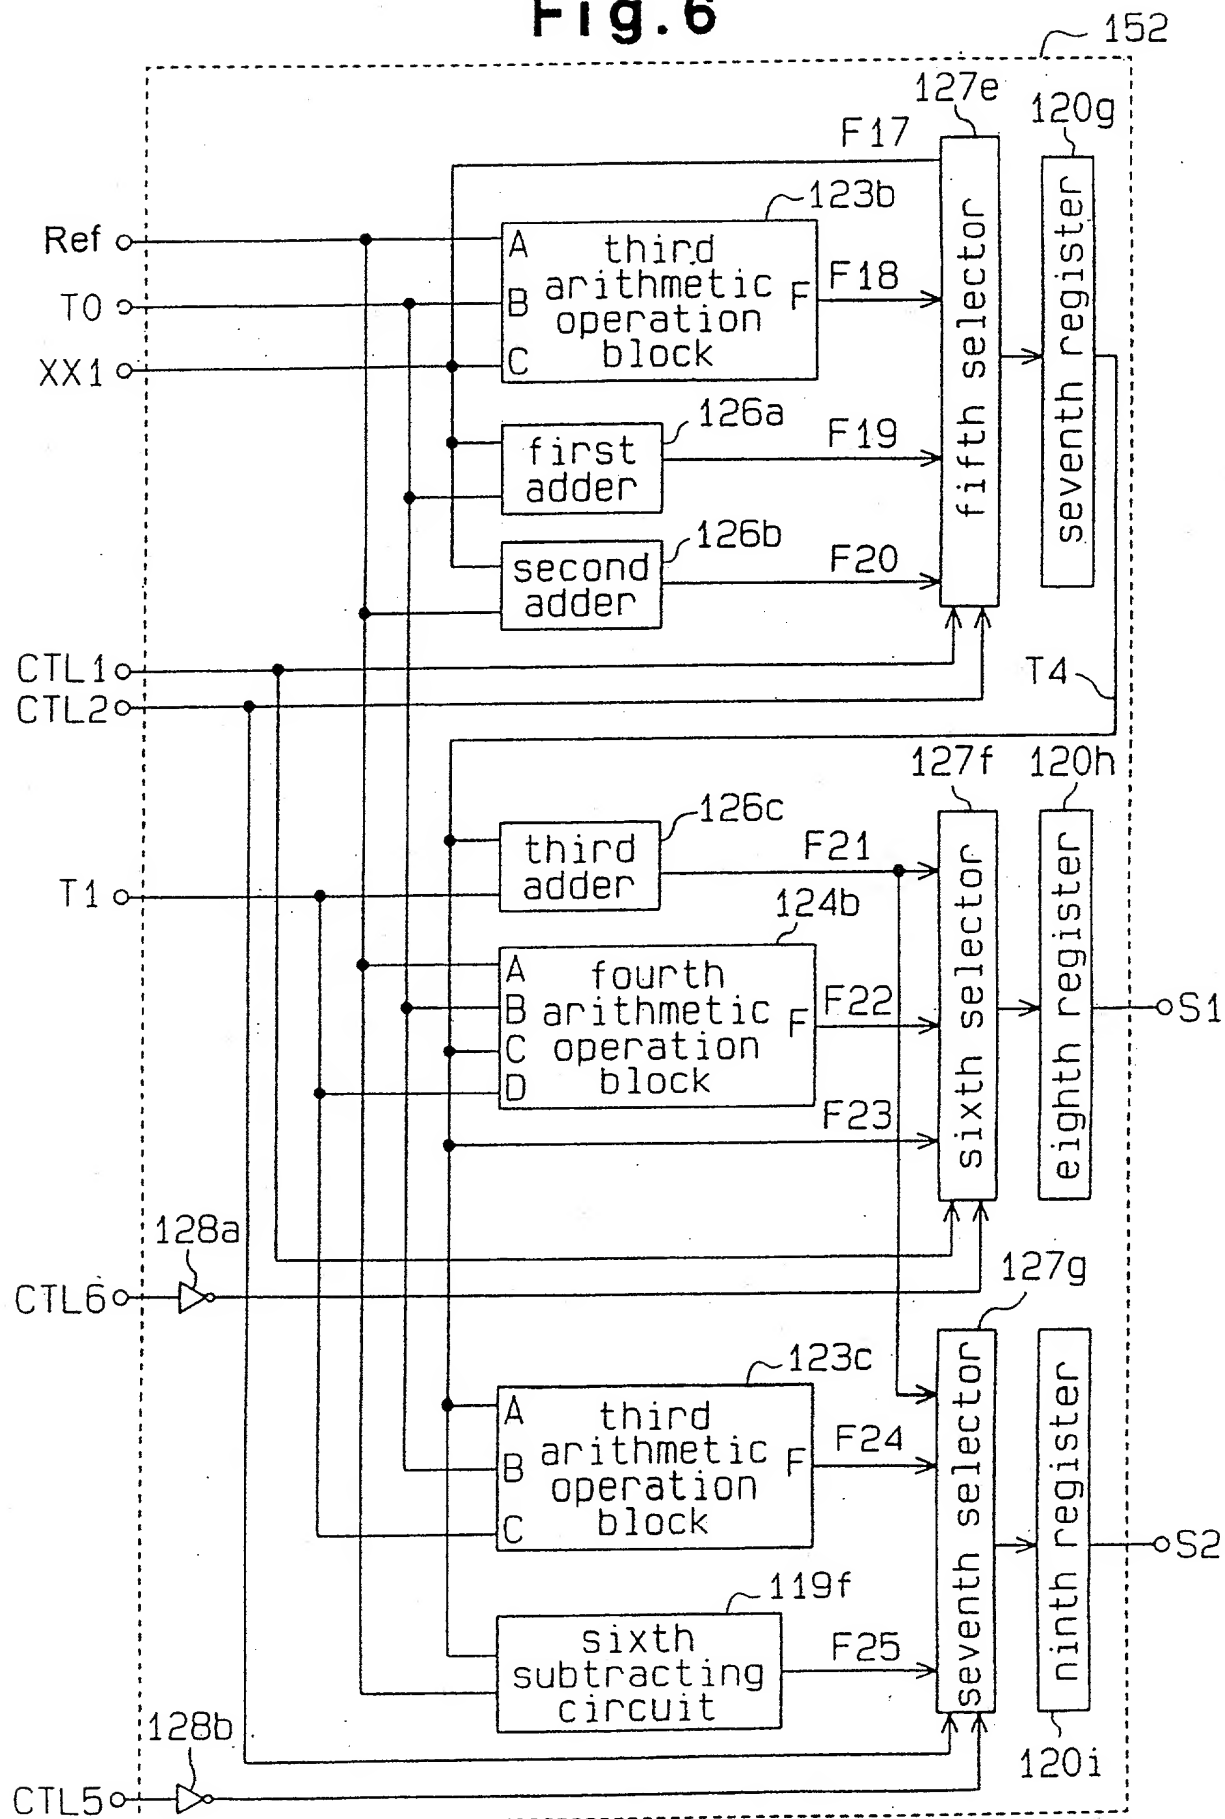 Fig.6
152
127e
120g
F17
123b
Ref
A
third
arithmetic
operation
block
B
C
F
F18
T0
XX1
fifth selector
seventh register
126a
F19
first
adder
126b
F20
second
adder
CTL1
CTL2
T4
127f
120h
126c
F21
third
adder
T1
124b
A
B
C
D
fourth
arithmetic
operation
block
F
F22
F23
sixth selector
eighth register
S1
128a
CTL6
127g
123c
A
B
C
third
arithmetic
operation
block
F
F24
seventh selector
ninth register
S2
119f
sixth
subtracting
circuit
F25
128b
120i
CTL5